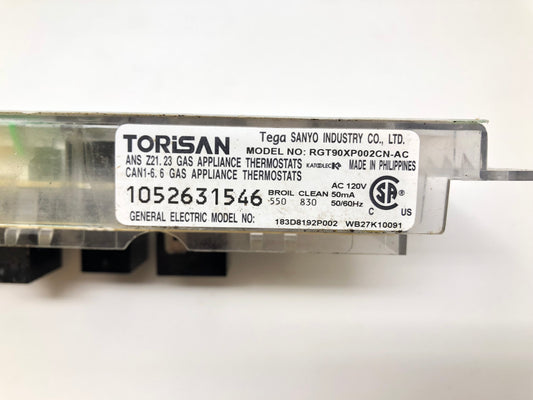 TORiSAN Tega SANYO INDUSTRY CO., LTD.
MODEL NO: RGT90XP002CN-AC
ANS Z21.23 GAS APPLIANCE THERMOSTATS KATOLEC K MADE IN PHILIPPINES
CAN1-6.6 GAS APPLIANCE THERMOSTATS
1052631546 BROIL CLEAN AC 120V
550 830 50mA
50/60Hz
SA C US
GENERAL ELECTRIC MODEL NO: 183D8192P002 WB27K10091